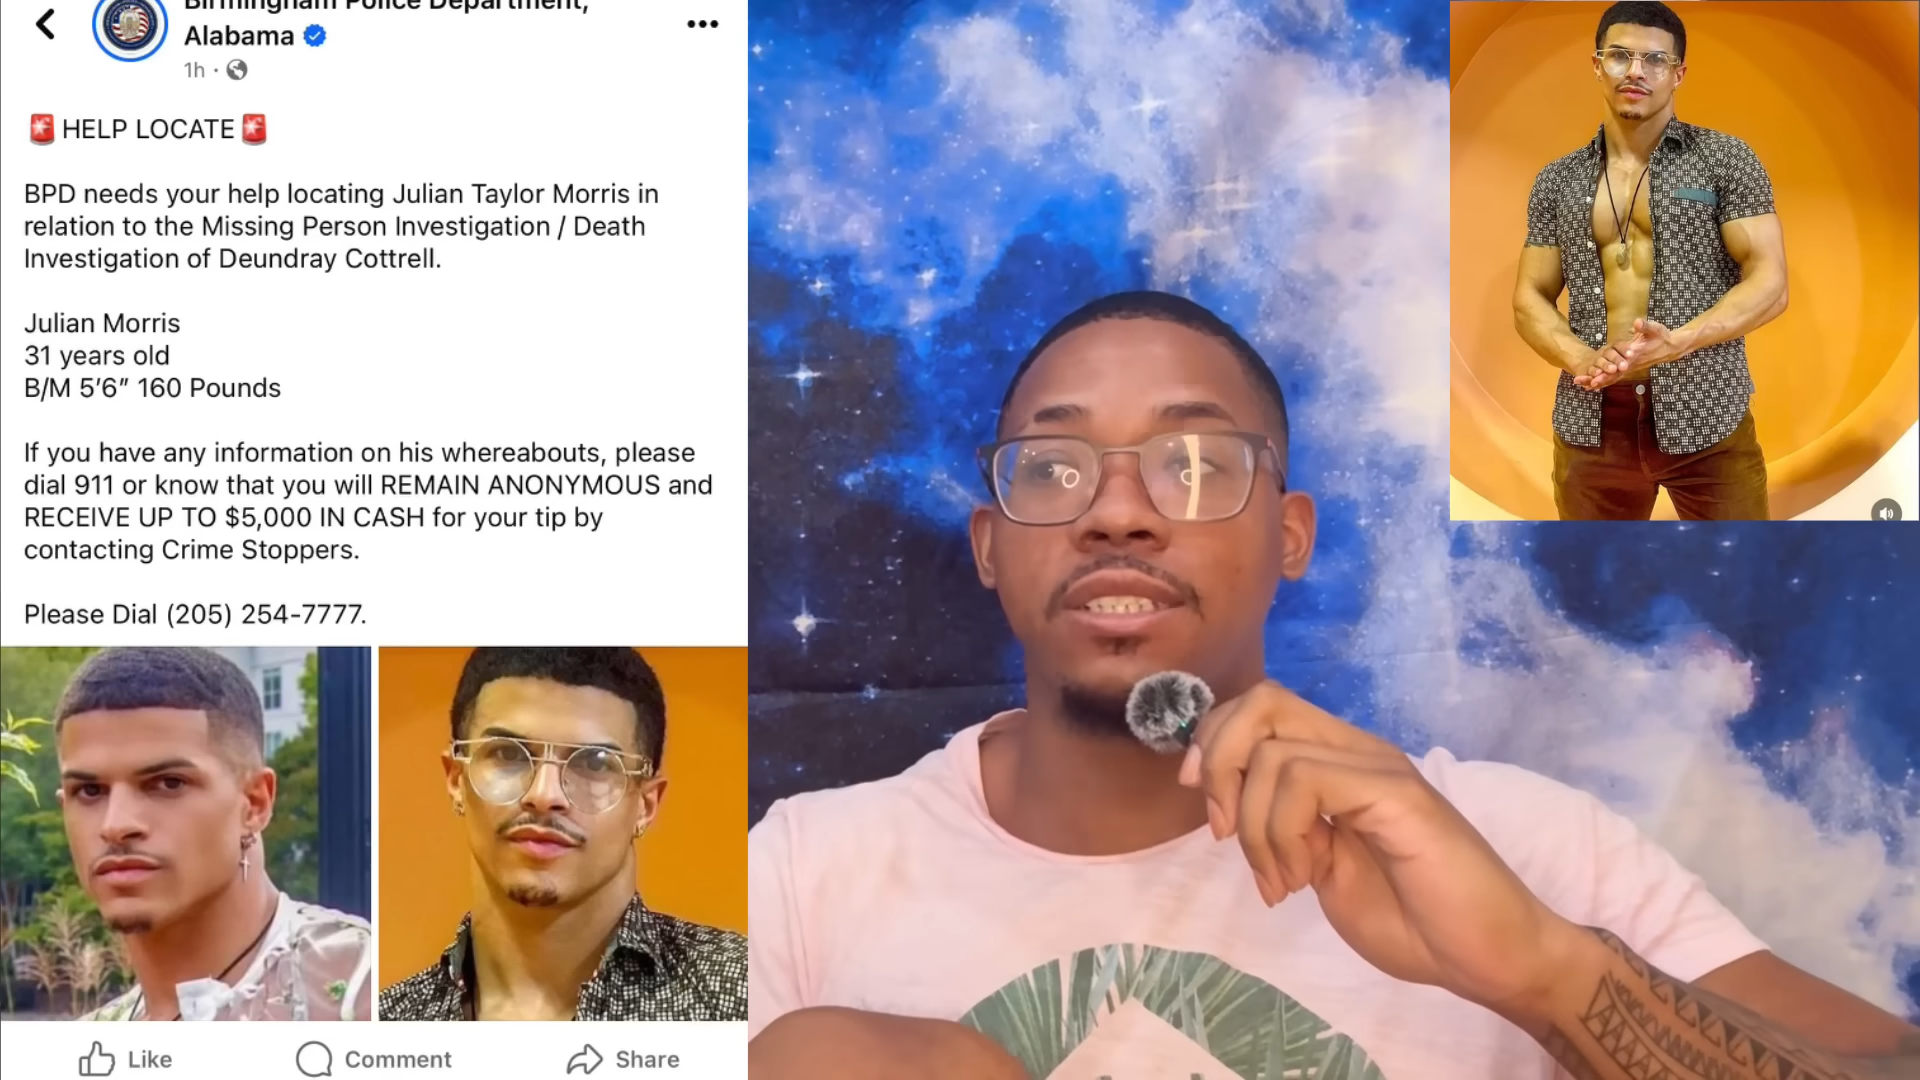 Birmingham Police Department,
Alabama
1h ·
HELP LOCATE
BPD needs your help locating Julian Taylor Morris in
relation to the Missing Person Investigation / Death
Investigation of Deundray Cottrell.
Julian Morris
31 years old
B/M 5’6” 160 Pounds
If you have any information on his whereabouts, please
dial 911 or know that you will REMAIN ANONYMOUS and
RECEIVE UP TO $5,000 IN CASH for your tip by
contacting Crime Stoppers.
Please Dial (205) 254-7777.
Like
Comment
Share